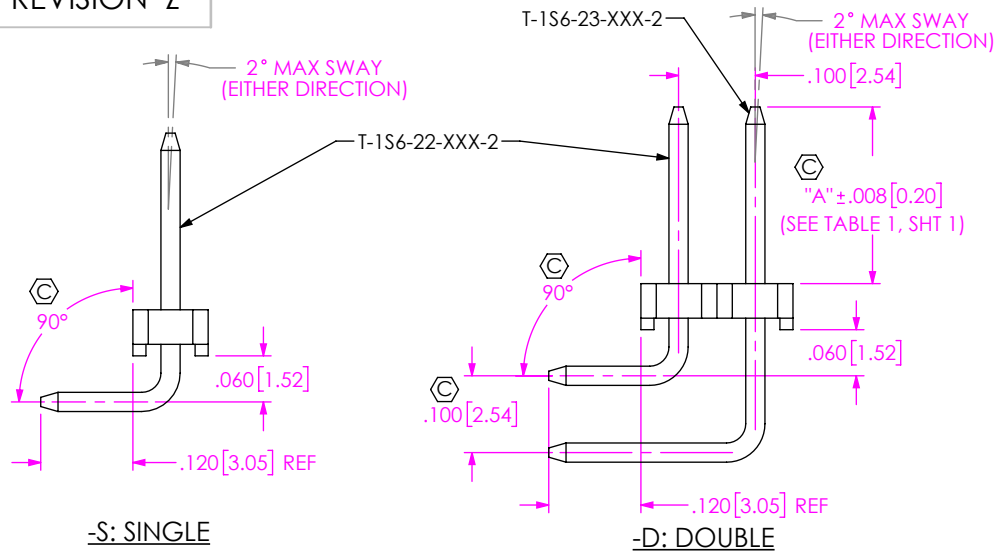 REVISION Z
2° MAX SWAY
(EITHER DIRECTION)
T-1S6-22-XXX-2
C
90°
.060[1.52]
.120[3.05] REF
-S: SINGLE
T-1S6-23-XXX-2
2° MAX SWAY
(EITHER DIRECTION)
.100[2.54]
C
"A"±.008[0.20]
(SEE TABLE 1, SHT 1)
C
90°
.060[1.52]
C
.100[2.54]
.120[3.05] REF
-D: DOUBLE